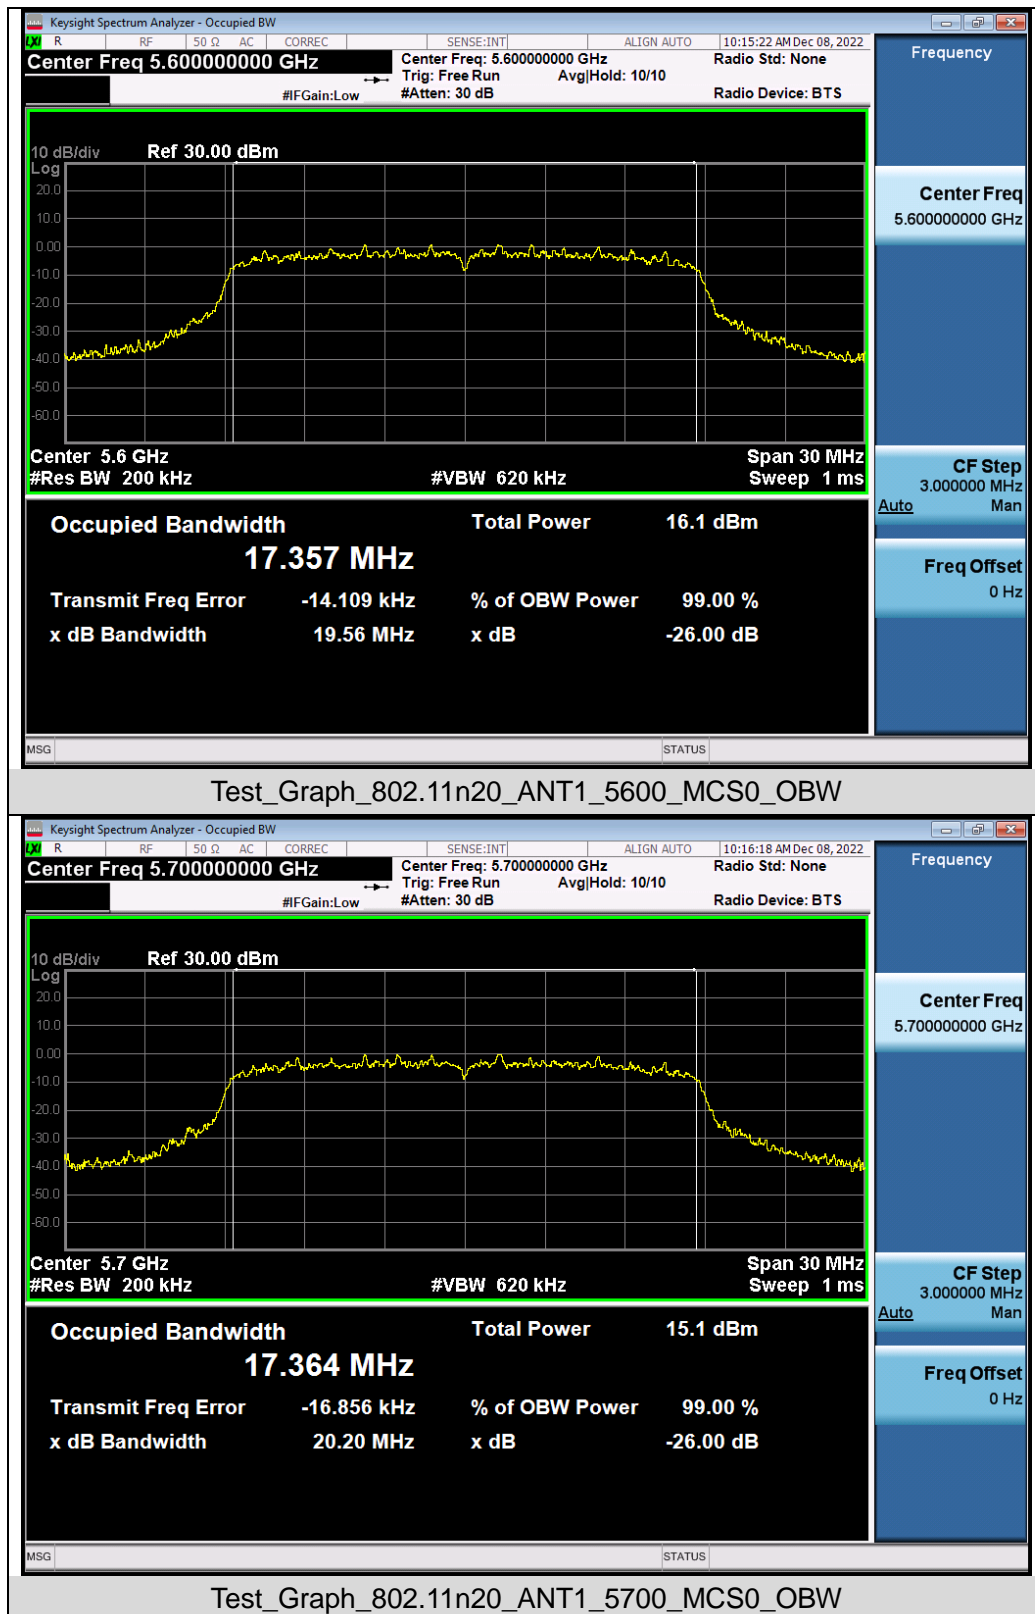 Keysight Spectrum Analyzer - Occupied BW
LXI R RF 50 Ω AC CORREC SENSE:INT ALIGN AUTO 10:15:22 AM Dec 08, 2022
Center Freq 5.600000000 GHz
Center Freq: 5.600000000 GHz Radio Std: None
Trig: Free Run Avg|Hold: 10/10
#IFGain:Low #Atten: 30 dB Radio Device: BTS
Frequency
10 dB/div Ref 30.00 dBm
Log
20.0
10.0
0.00
-10.0
-20.0
-30.0
-40.0
-50.0
-60.0
Center 5.6 GHz Span 30 MHz
#Res BW 200 kHz #VBW 620 kHz Sweep 1 ms
Center Freq
5.600000000 GHz
CF Step
3.000000 MHz
Auto Man
Freq Offset
0 Hz
Occupied Bandwidth Total Power 16.1 dBm
17.357 MHz
Transmit Freq Error -14.109 kHz % of OBW Power 99.00 %
x dB Bandwidth 19.56 MHz x dB -26.00 dB
MSG STATUS
Test_Graph_802.11n20_ANT1_5600_MCS0_OBW
Keysight Spectrum Analyzer - Occupied BW
LXI R RF 50 Ω AC CORREC SENSE:INT ALIGN AUTO 10:16:18 AM Dec 08, 2022
Center Freq 5.700000000 GHz
Center Freq: 5.700000000 GHz Radio Std: None
Trig: Free Run Avg|Hold: 10/10
#IFGain:Low #Atten: 30 dB Radio Device: BTS
Frequency
10 dB/div Ref 30.00 dBm
Log
20.0
10.0
0.00
-10.0
-20.0
-30.0
-40.0
-50.0
-60.0
Center 5.7 GHz Span 30 MHz
#Res BW 200 kHz #VBW 620 kHz Sweep 1 ms
Center Freq
5.700000000 GHz
CF Step
3.000000 MHz
Auto Man
Freq Offset
0 Hz
Occupied Bandwidth Total Power 15.1 dBm
17.364 MHz
Transmit Freq Error -16.856 kHz % of OBW Power 99.00 %
x dB Bandwidth 20.20 MHz x dB -26.00 dB
MSG STATUS
Test_Graph_802.11n20_ANT1_5700_MCS0_OBW